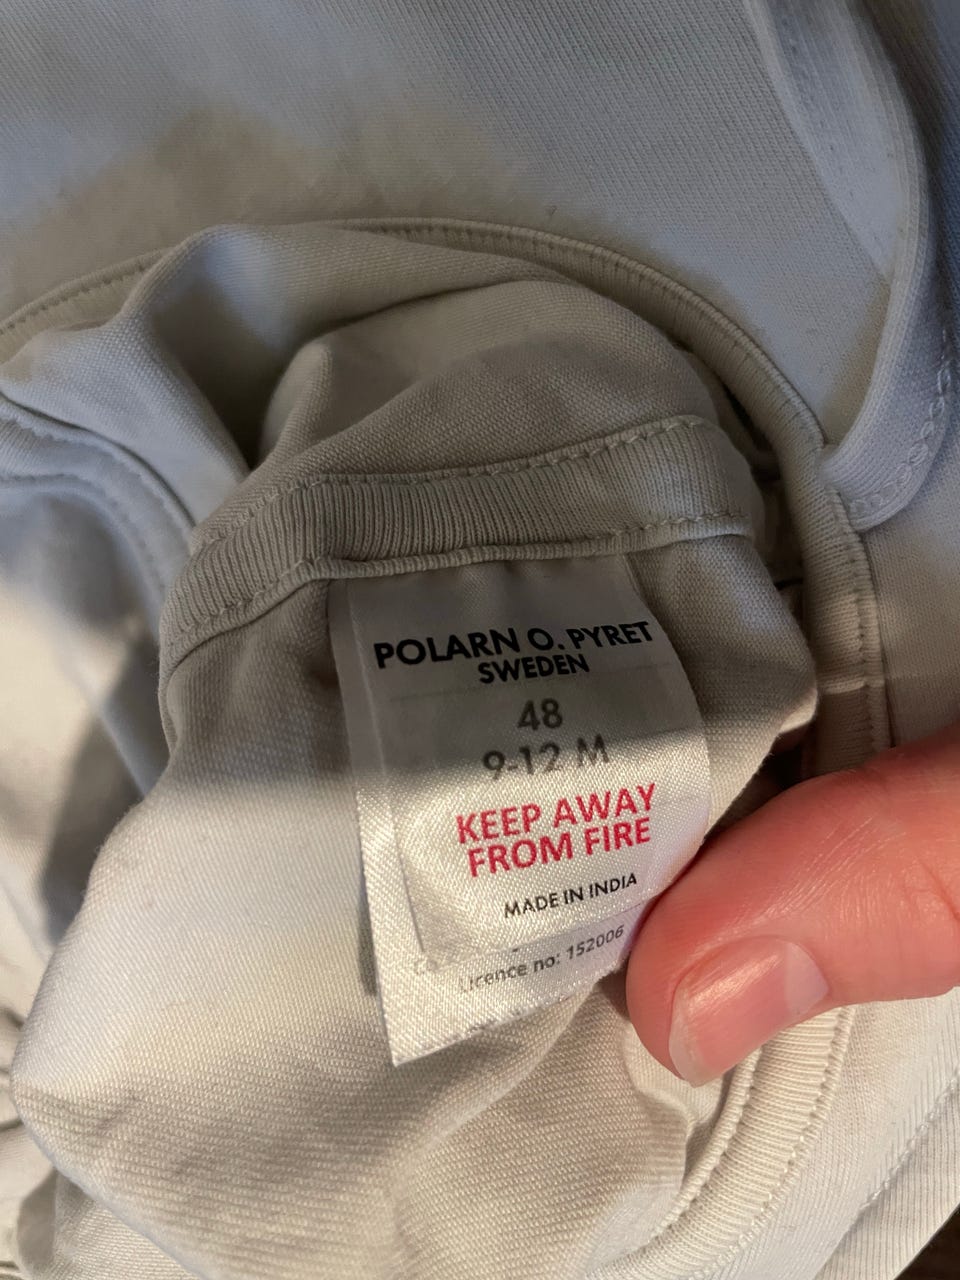 POLARN O. PYRET
SWEDEN
48
9-12 M
KEEP AWAY
FROM FIRE
MADE IN INDIA
Licence no: 152006